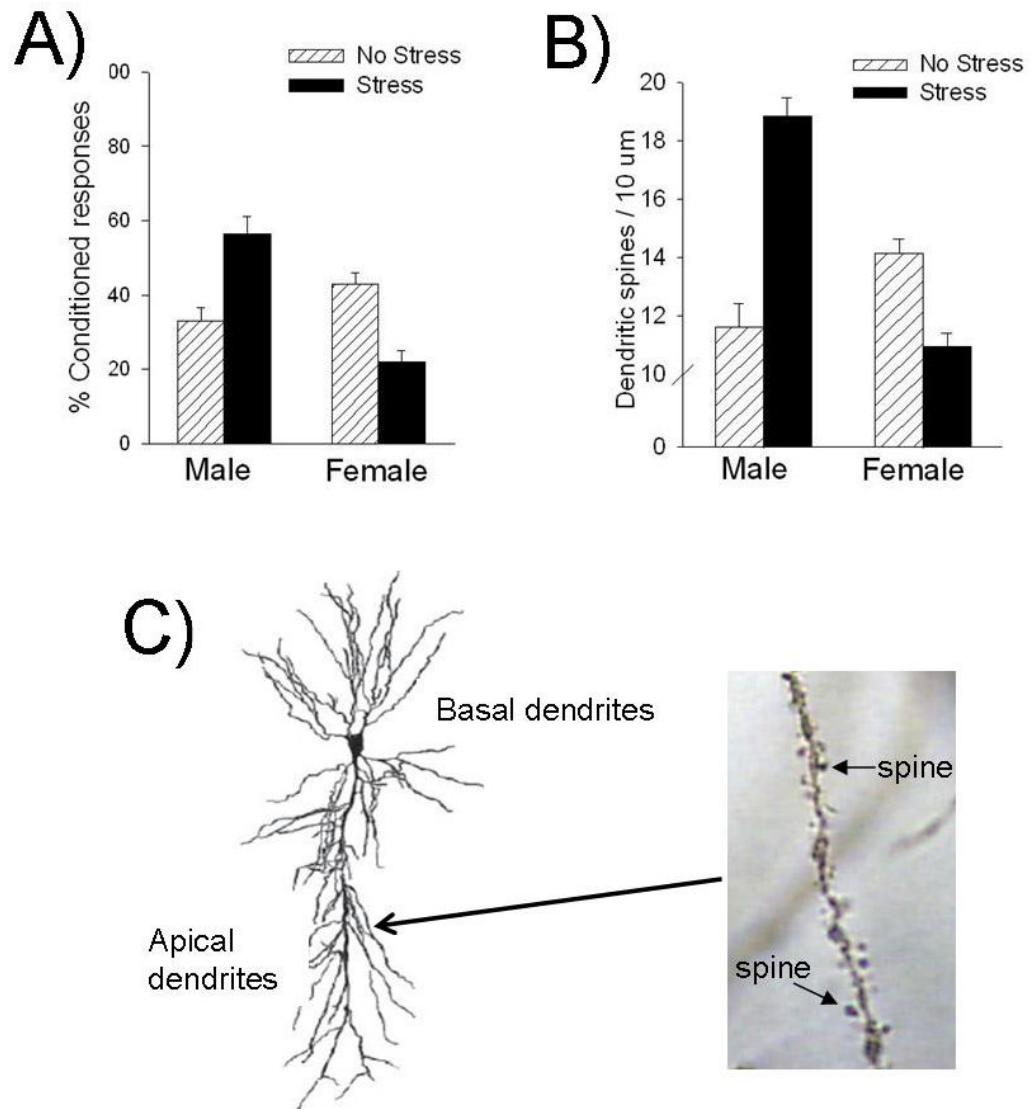 A)
No Stress
Stress
00
80
60
40
20
0
% Conditioned responses
Male
Female
B)
No Stress
Stress
20
18
16
14
12
10
0
Dendritic spines / 10 um
Male
Female
C)
Basal dendrites
Apical
dendrites
spine
spine